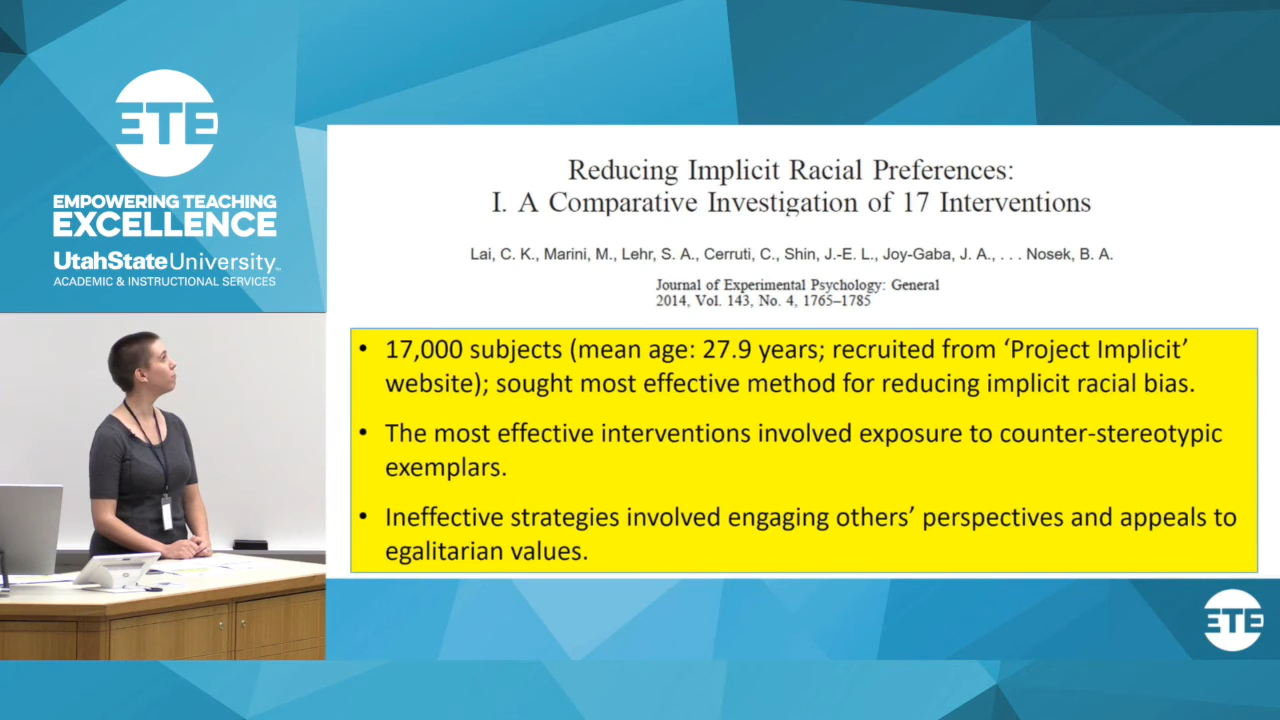 ETE
EMPOWERING TEACHING
EXCELLENCE
UtahStateUniversity™
ACADEMIC & INSTRUCTIONAL SERVICES
Reducing Implicit Racial Preferences:
I. A Comparative Investigation of 17 Interventions
Lai, C. K., Marini, M., Lehr, S. A., Cerruti, C., Shin, J.-E. L., Joy-Gaba, J. A., . . . Nosek, B. A.
Journal of Experimental Psychology: General
2014, Vol. 143, No. 4, 1765–1785
• 17,000 subjects (mean age: 27.9 years; recruited from ‘Project Implicit’
website); sought most effective method for reducing implicit racial bias.
• The most effective interventions involved exposure to counter-stereotypic
exemplars.
• Ineffective strategies involved engaging others’ perspectives and appeals to
egalitarian values.
ETE